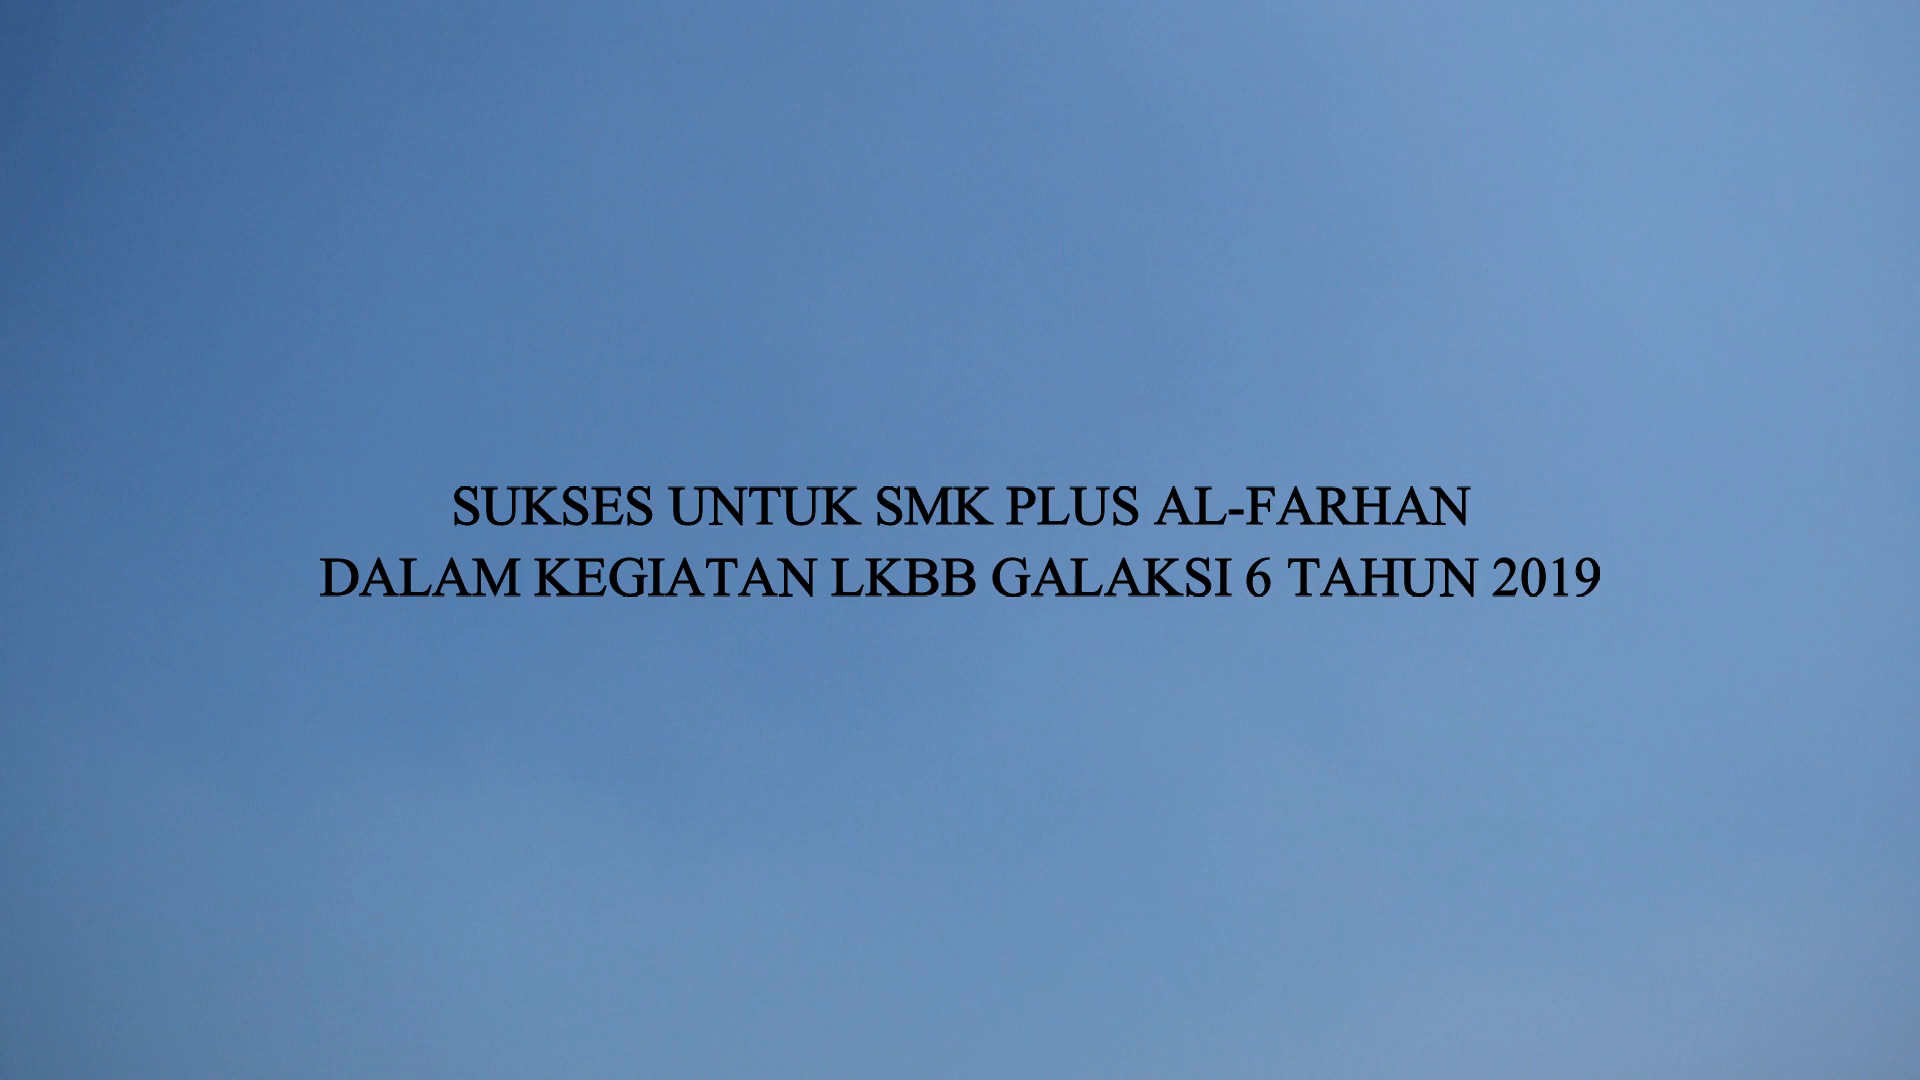 SUKSES UNTUK SMK PLUS AL-FARHAN
DALAM KEGIATAN LKBB GALAKSI 6 TAHUN 2019